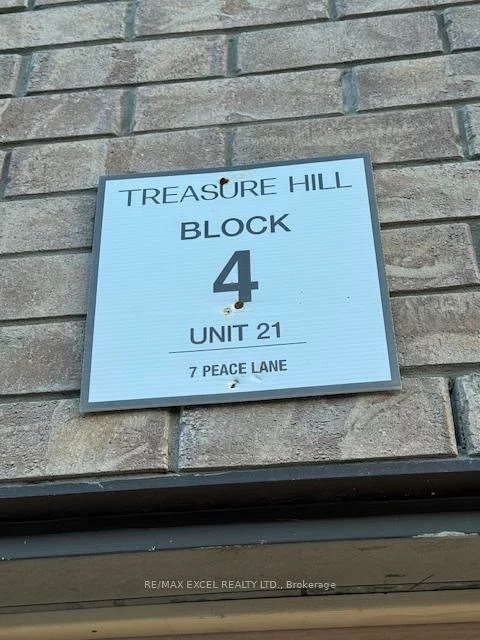 TREASURE HILL
BLOCK
4
UNIT 21
7 PEACE LANE
RE/MAX EXCEL REALTY LTD., Brokerage